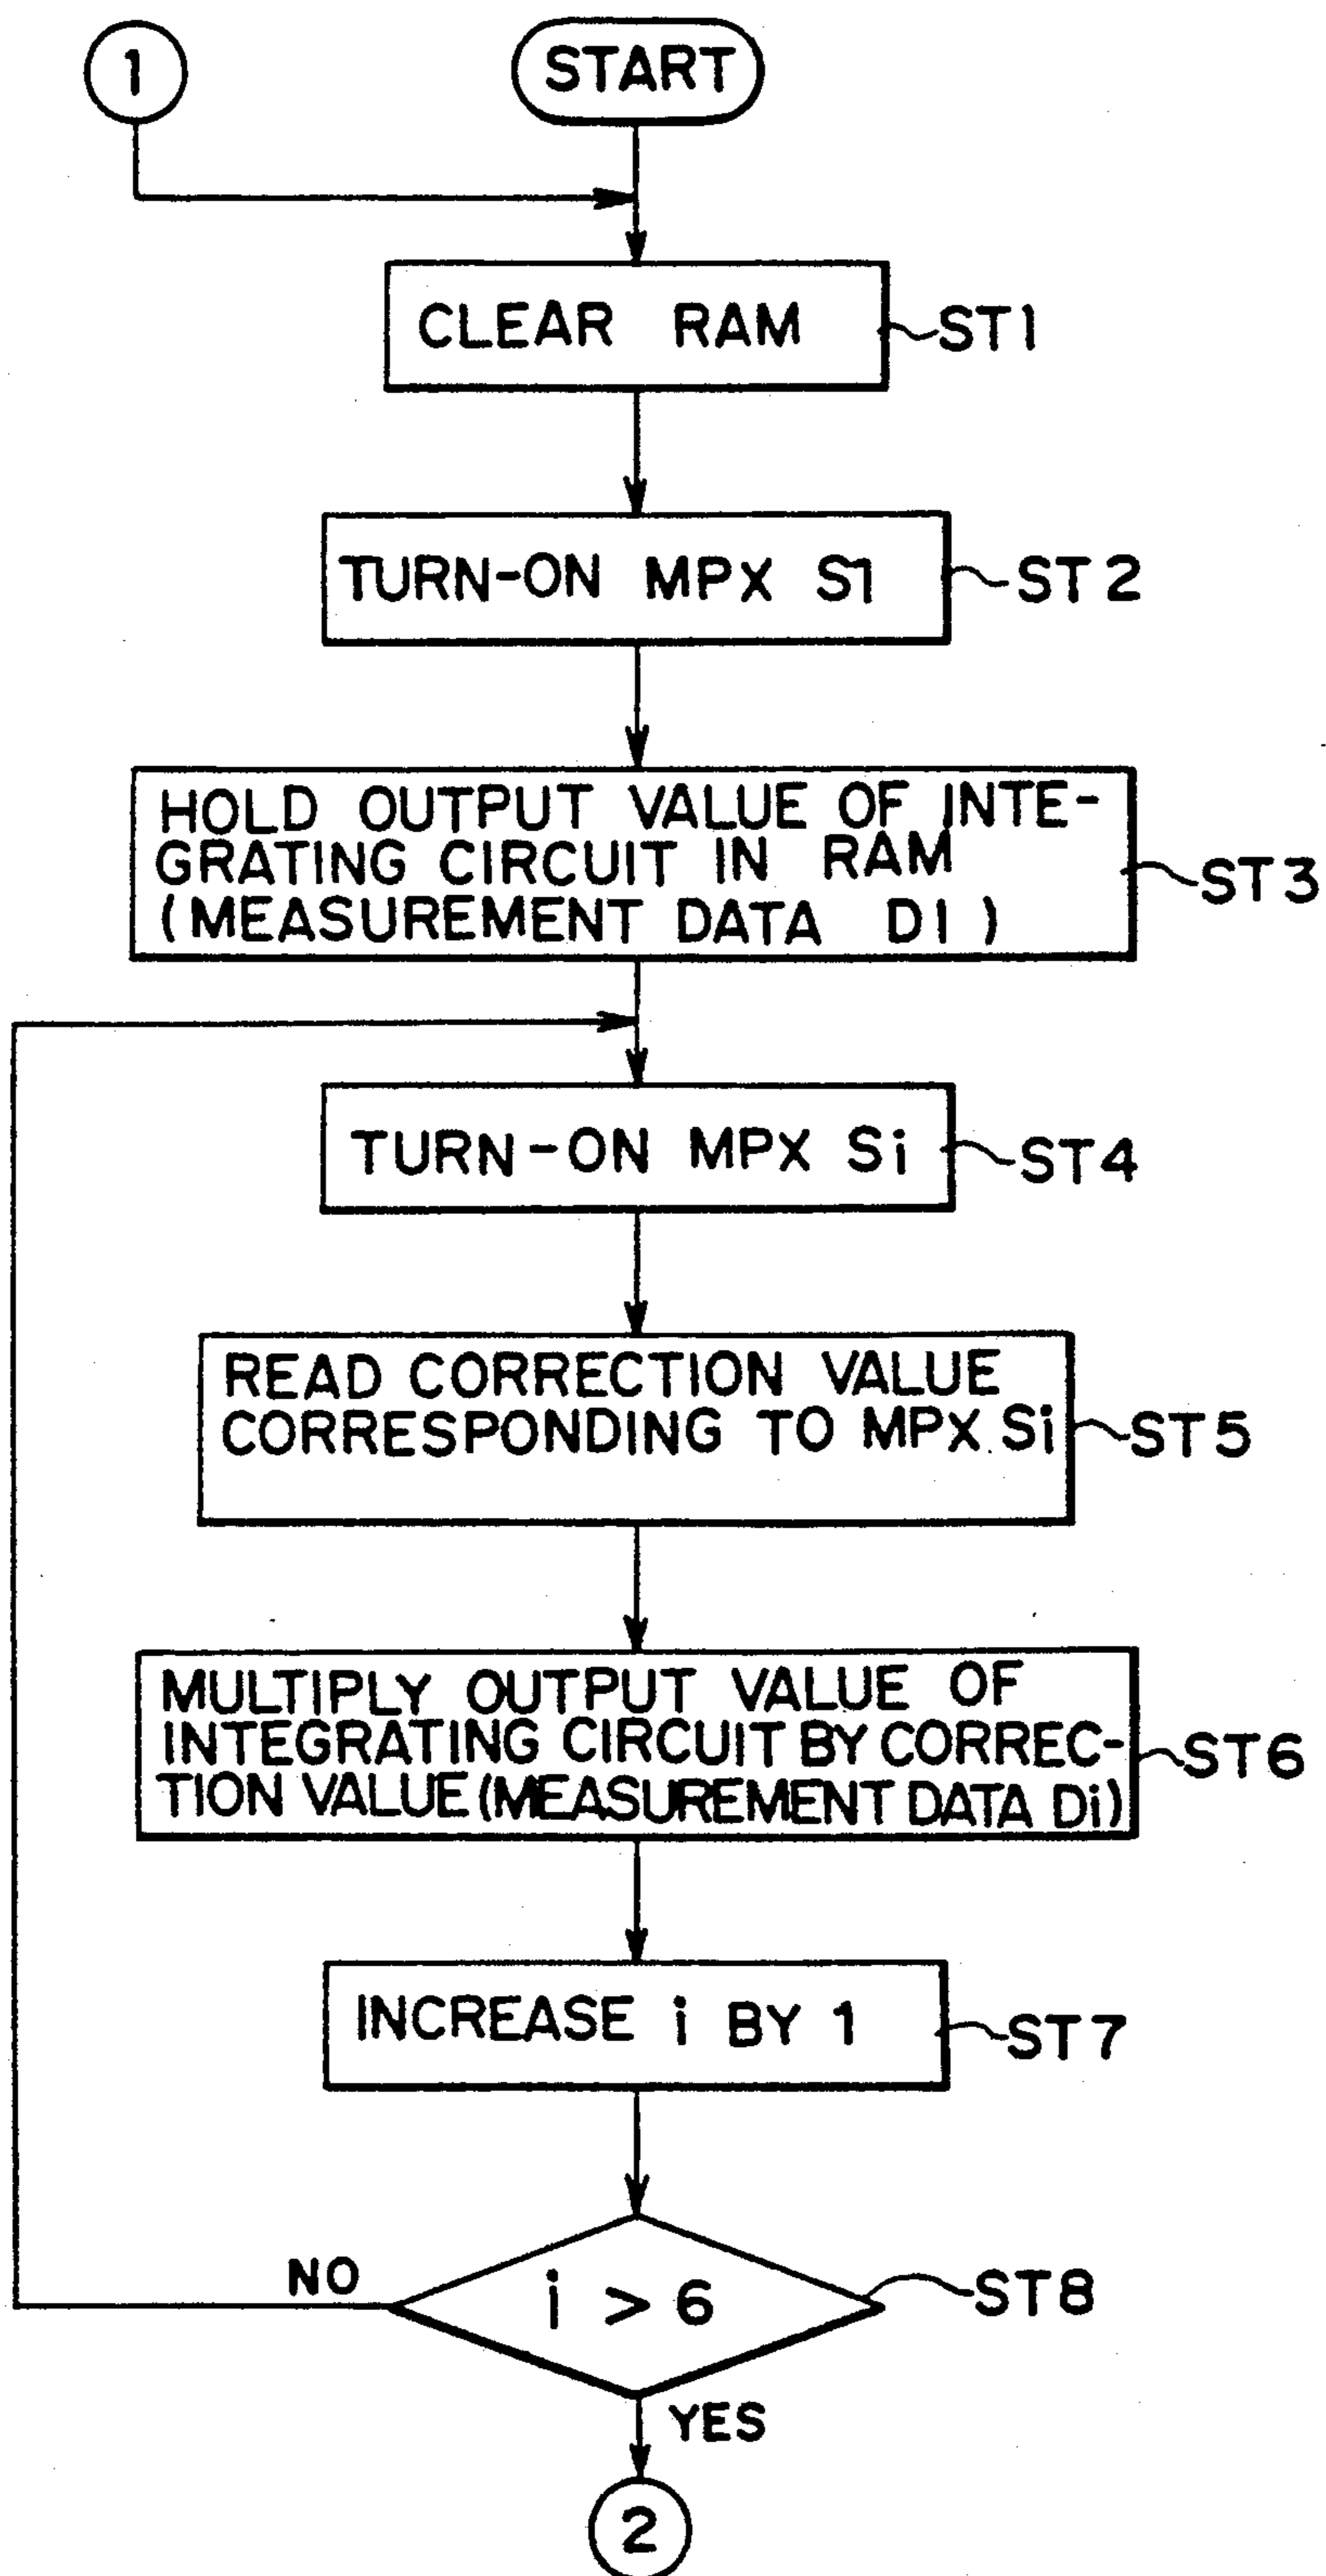 1
START
CLEAR RAM
ST1
TURN-ON MPX S1
ST2
HOLD OUTPUT VALUE OF INTE-
GRATING CIRCUIT IN RAM
(MEASUREMENT DATA D1)
ST3
TURN-ON MPX Si
ST4
READ CORRECTION VALUE
CORRESPONDING TO MPX Si
ST5
MULTIPLY OUTPUT VALUE OF
INTEGRATING CIRCUIT BY CORREC-
TION VALUE (MEASUREMENT DATA Di)
ST6
INCREASE i BY 1
ST7
NO
i > 6
ST8
YES
2